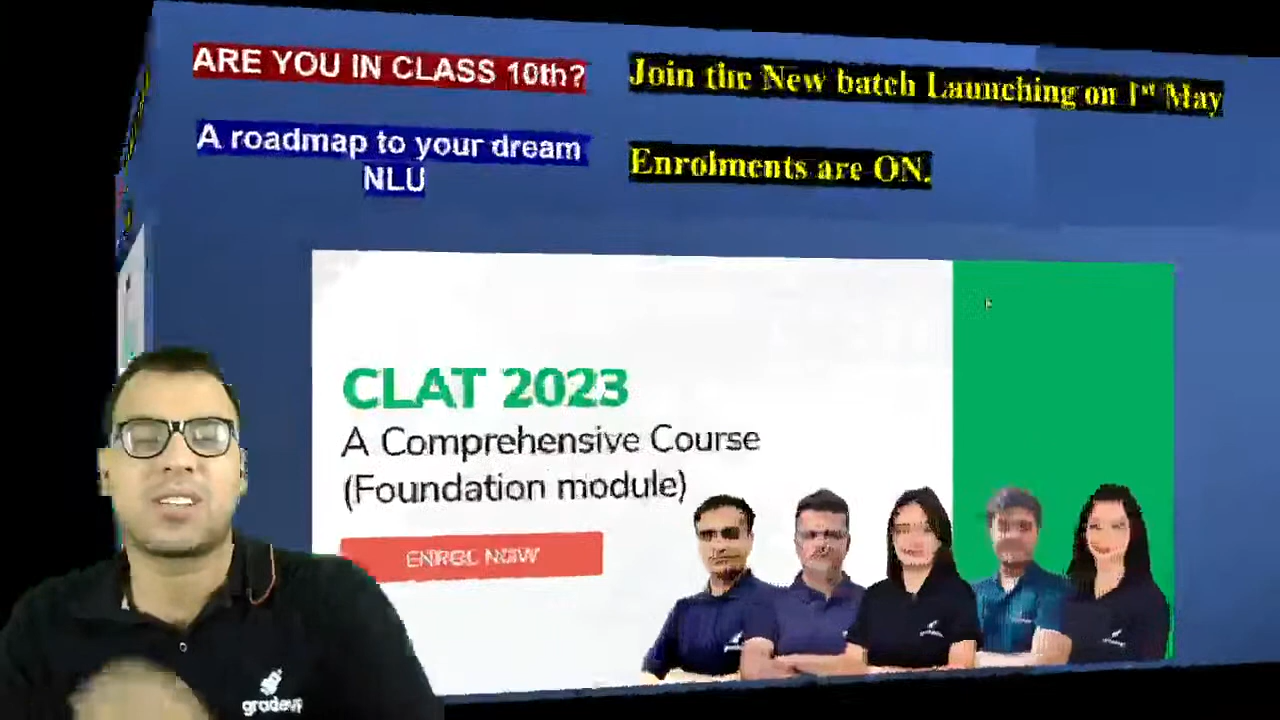 ARE YOU IN CLASS 10th?
Join the New batch Launching on 1st May
A roadmap to your dream
NLU
Enrolments are ON.
CLAT 2023
A Comprehensive Course
(Foundation module)
ENROL NOW